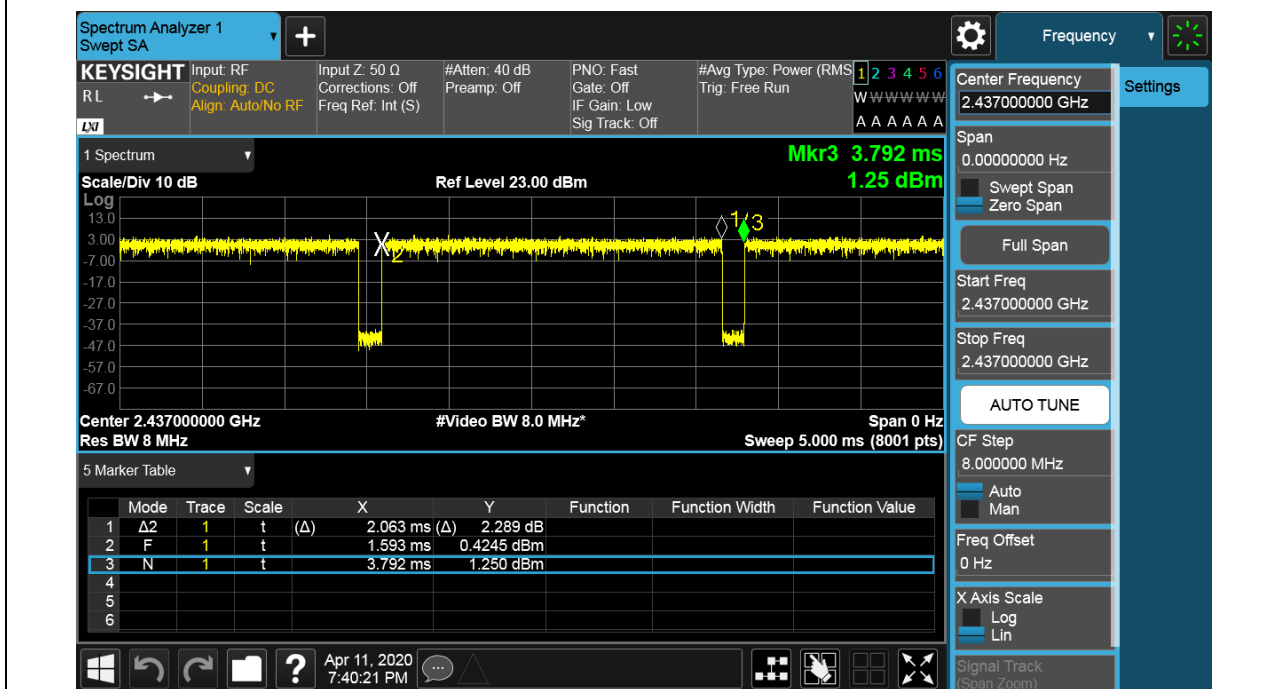 Spectrum Analyzer 1
Swept SA
Frequency
KEYSIGHT
RL
LXI
Input: RF
Coupling: DC
Align: Auto/No RF
Input Z: 50 Ω
Corrections: Off
Freq Ref: Int (S)
#Atten: 40 dB
Preamp: Off
PNO: Fast
Gate: Off
IF Gain: Low
Sig Track: Off
#Avg Type: Power (RMS
Trig: Free Run
1 2 3 4 5 6
W W W W W W
A A A A A A
1 Spectrum
Mkr3 3.792 ms
Scale/Div 10 dB
Ref Level 23.00 dBm
1.25 dBm
Log
13.0
3.00
-7.00
-17.0
-27.0
-37.0
-47.0
-57.0
-67.0
X
2
1/3
Center 2.437000000 GHz
#Video BW 8.0 MHz*
Span 0 Hz
Res BW 8 MHz
Sweep 5.000 ms (8001 pts)
5 Marker Table
Mode Trace Scale X Y Function Function Width Function Value
1 Δ2 1 t (Δ) 2.063 ms (Δ) 2.289 dB
2 F 1 t 1.593 ms 0.4245 dBm
3 N 1 t 3.792 ms 1.250 dBm
4
5
6
?
Apr 11, 2020
7:40:21 PM
Center Frequency
2.437000000 GHz
Settings
Span
0.00000000 Hz
Swept Span
Zero Span
Full Span
Start Freq
2.437000000 GHz
Stop Freq
2.437000000 GHz
AUTO TUNE
CF Step
8.000000 MHz
Auto
Man
Freq Offset
0 Hz
X Axis Scale
Log
Lin
Signal Track
(Span Zoom)